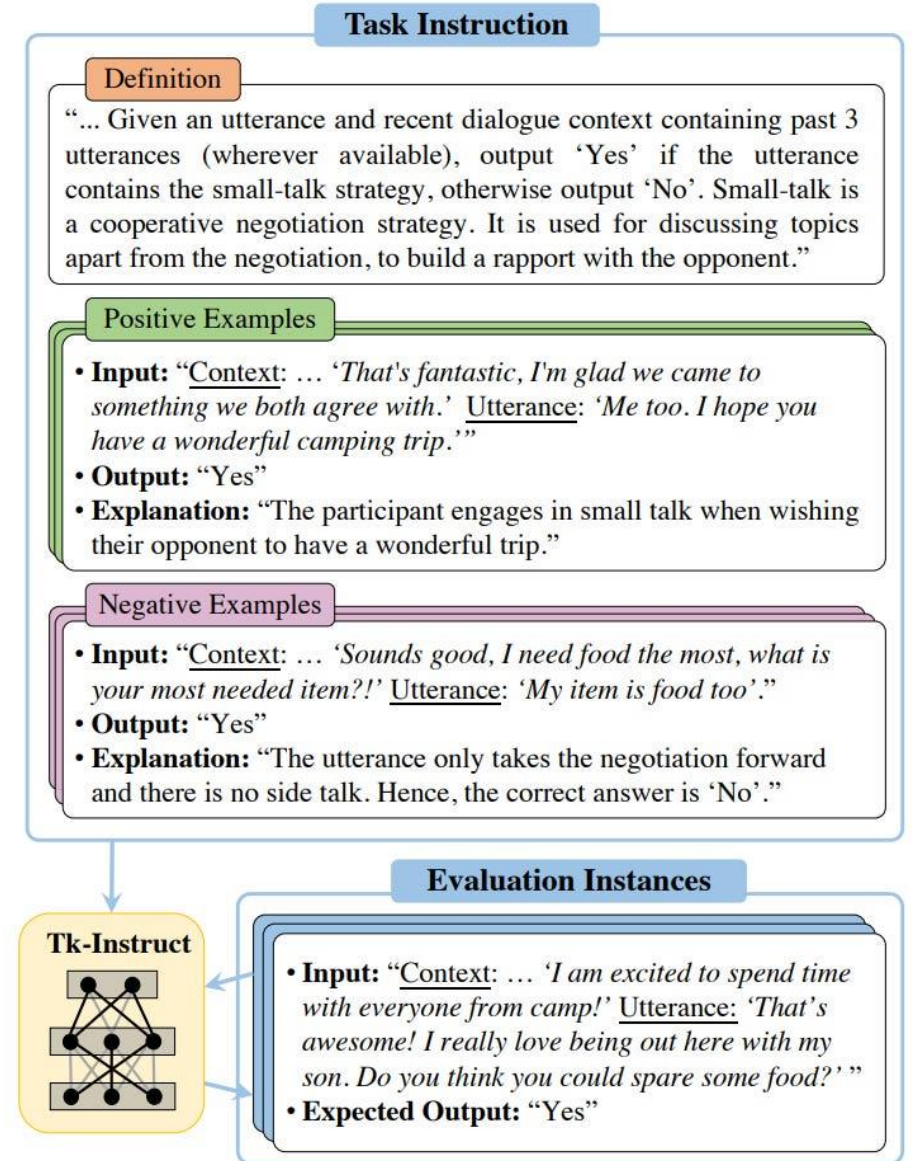 Task Instruction
Definition
“... Given an utterance and recent dialogue context containing past 3
utterances (wherever available), output ‘Yes’ if the utterance
contains the small-talk strategy, otherwise output ‘No’. Small-talk is
a cooperative negotiation strategy. It is used for discussing topics
apart from the negotiation, to build a rapport with the opponent.”
Positive Examples
• Input: “Context: … ‘That's fantastic, I'm glad we came to
something we both agree with.’ Utterance: ‘Me too. I hope you
have a wonderful camping trip.’”
• Output: “Yes”
• Explanation: “The participant engages in small talk when wishing
their opponent to have a wonderful trip.”
Negative Examples
• Input: “Context: … ‘Sounds good, I need food the most, what is
your most needed item?!’ Utterance: ‘My item is food too’.”
• Output: “Yes”
• Explanation: “The utterance only takes the negotiation forward
and there is no side talk. Hence, the correct answer is ‘No’.”
Tk-Instruct
Evaluation Instances
• Input: “Context: … ‘I am excited to spend time
with everyone from camp!’ Utterance: ‘That’s
awesome! I really love being out here with my
son. Do you think you could spare some food?’ ”
• Expected Output: “Yes”